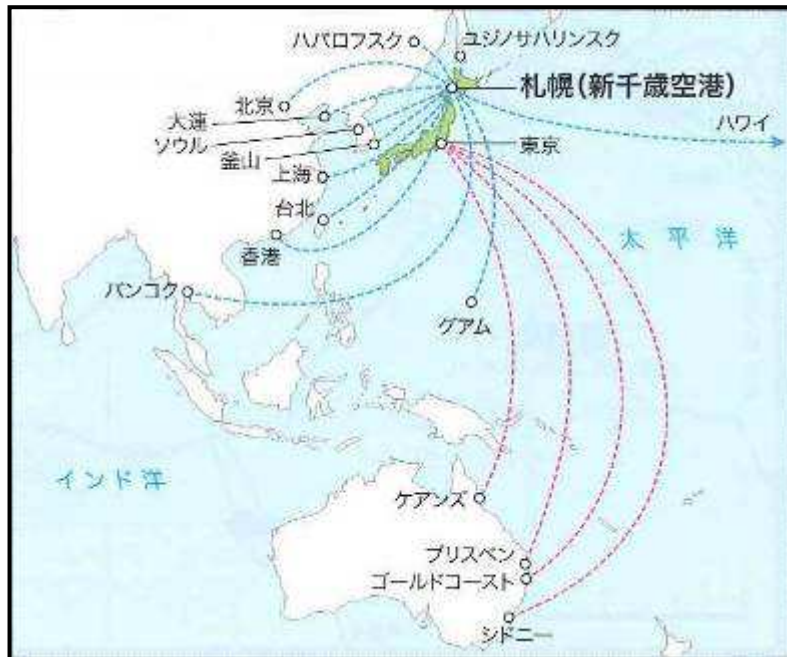 ハバロフスク
ユジノサハリンスク
札幌(新千歳空港)
北京
大連
ソウル
釜山
上海
台北
香港
バンコク
東京
ハワイ
太平洋
グアム
インド洋
ケアンズ
ブリスベン
ゴールドコースト
シドニー